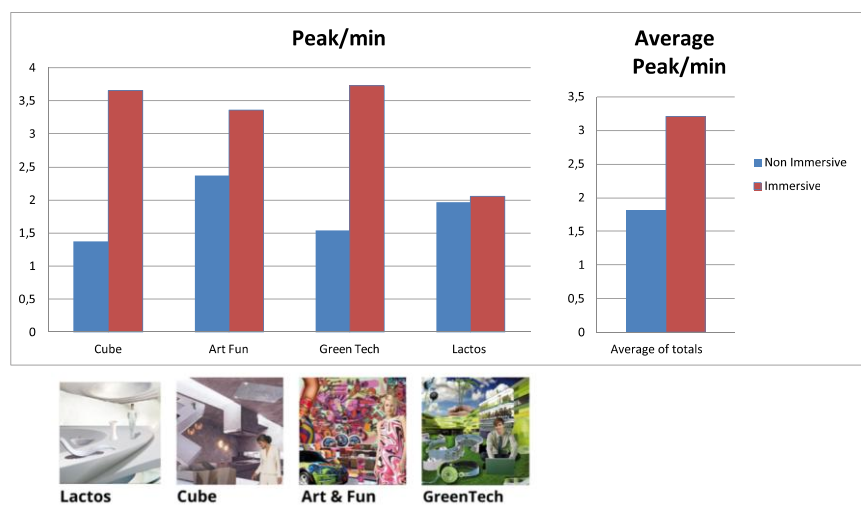 Peak/min
4
3,5
3
2,5
2
1,5
1
0,5
0
Cube
Art Fun
Green Tech
Lactos
Average
Peak/min
3,5
3
2,5
2
1,5
1
0,5
0
Average of totals
Non Immersive
Immersive
Lactos
Cube
Art & Fun
GreenTech